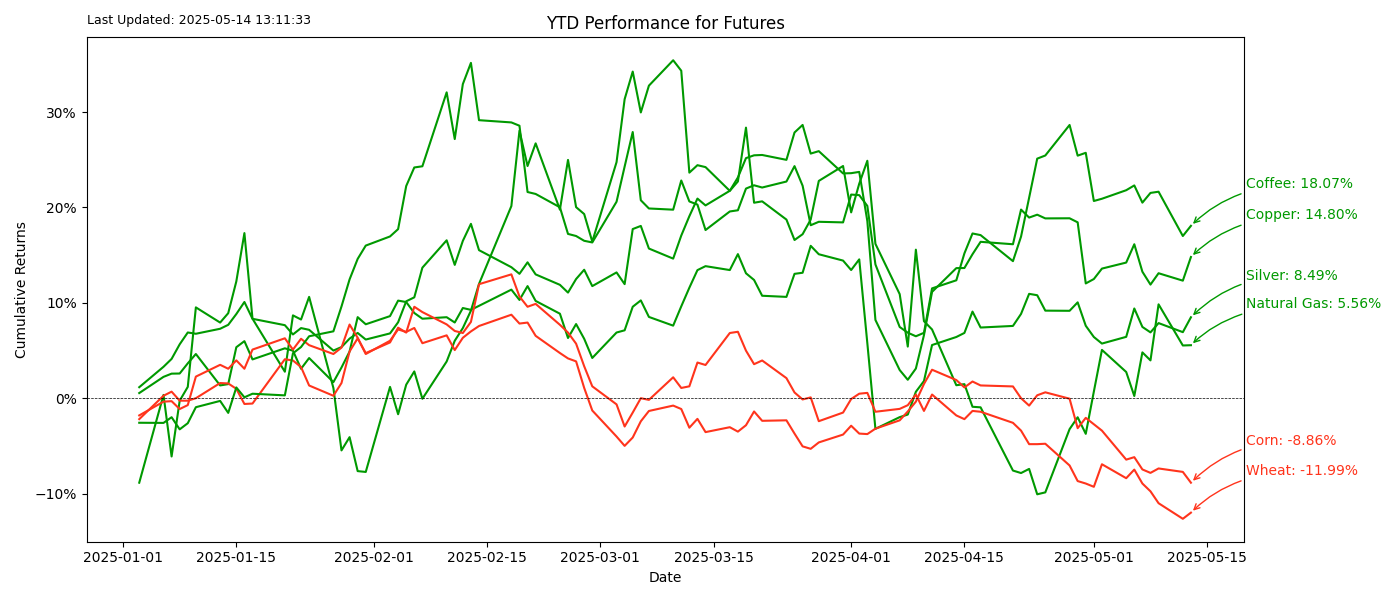 Last Updated: 2025-05-14 13:11:33
YTD Performance for Futures
Cumulative Returns
30%
20%
10%
0%
−10%
Coffee: 18.07%
Copper: 14.80%
Silver: 8.49%
Natural Gas: 5.56%
Corn: -8.86%
Wheat: -11.99%
2025-01-01 2025-01-15 2025-02-01 2025-02-15 2025-03-01 2025-03-15 2025-04-01 2025-04-15 2025-05-01 2025-05-15
Date